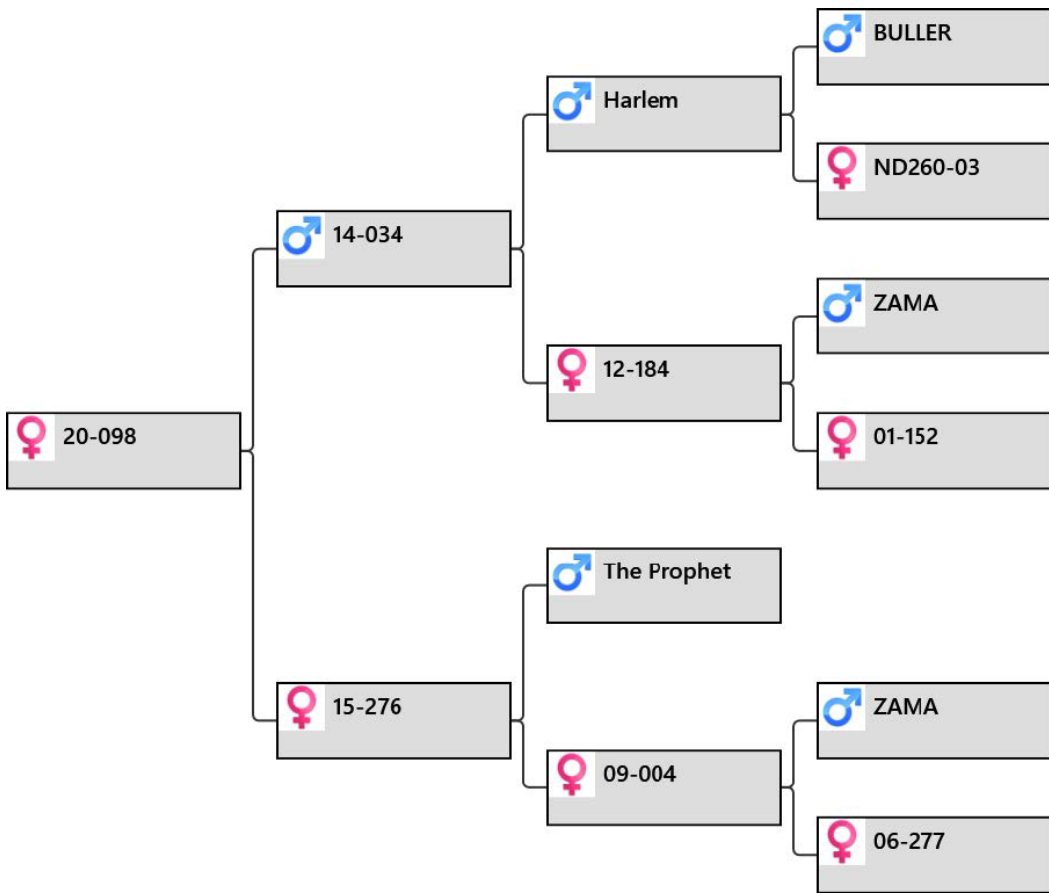 BULLER
Harlem
ND260-03
14-034
ZAMA
12-184
01-152
20-098
The Prophet
15-276
ZAMA
09-004
06-277